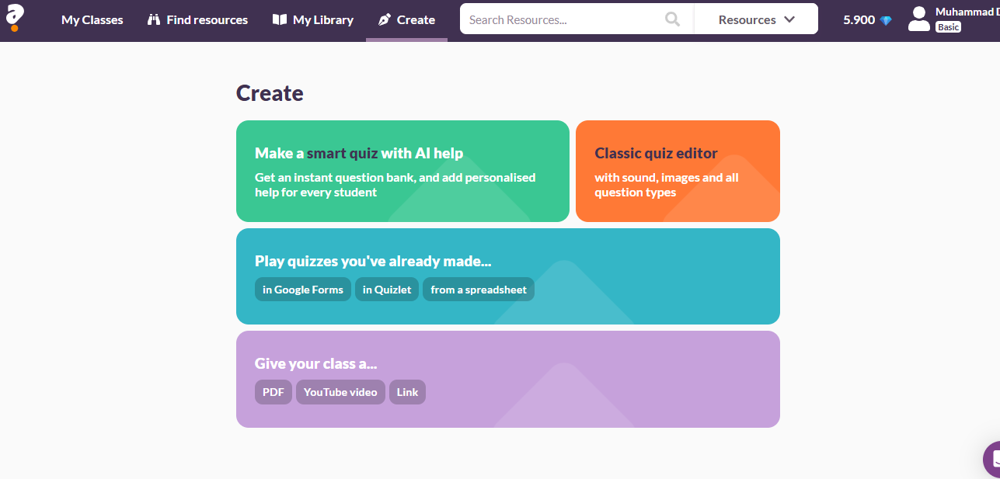 My Classes
Find resources
My Library
Create
Search Resources...
Resources
5.900
Muhammad D
Basic
Create
Make a smart quiz with AI help
Get an instant question bank, and add personalised
help for every student
Classic quiz editor
with sound, images and all
question types
Play quizzes you've already made...
in Google Forms
in Quizlet
from a spreadsheet
Give your class a...
PDF
YouTube video
Link